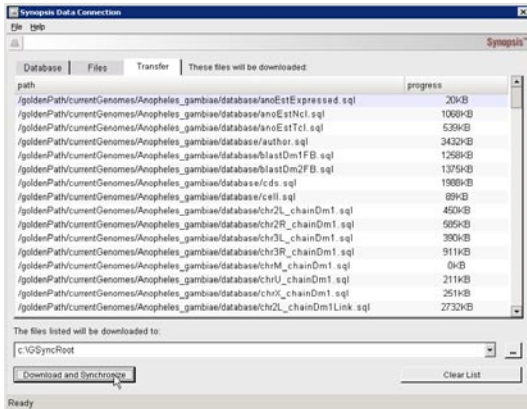 Synopsis Data Connection
File Help
Synopsis™
Database Files Transfer These files will be downloaded:
path progress
/goldenPath/currentGenomes/Anopheles_gambiae/database/anoEstExpressed.sql 20KB
/goldenPath/currentGenomes/Anopheles_gambiae/database/anoEstNcl.sql 1068KB
/goldenPath/currentGenomes/Anopheles_gambiae/database/anoEstTcl.sql 539KB
/goldenPath/currentGenomes/Anopheles_gambiae/database/author.sql 3432KB
/goldenPath/currentGenomes/Anopheles_gambiae/database/blastDm1FB.sql 1258KB
/goldenPath/currentGenomes/Anopheles_gambiae/database/blastDm2FB.sql 1375KB
/goldenPath/currentGenomes/Anopheles_gambiae/database/cds.sql 1988KB
/goldenPath/currentGenomes/Anopheles_gambiae/database/cell.sql 89KB
/goldenPath/currentGenomes/Anopheles_gambiae/database/chr2L_chainDm1.sql 450KB
/goldenPath/currentGenomes/Anopheles_gambiae/database/chr2R_chainDm1.sql 585KB
/goldenPath/currentGenomes/Anopheles_gambiae/database/chr3L_chainDm1.sql 390KB
/goldenPath/currentGenomes/Anopheles_gambiae/database/chr3R_chainDm1.sql 911KB
/goldenPath/currentGenomes/Anopheles_gambiae/database/chrM_chainDm1.sql 0KB
/goldenPath/currentGenomes/Anopheles_gambiae/database/chrU_chainDm1.sql 211KB
/goldenPath/currentGenomes/Anopheles_gambiae/database/chrX_chainDm1.sql 251KB
/goldenPath/currentGenomes/Anopheles_gambiae/database/chr2L_chainDm1Link.sql 2732KB
The files listed will be downloaded to:
c:\GSyncRoot ...
Download and Synchronize Clear List
Ready